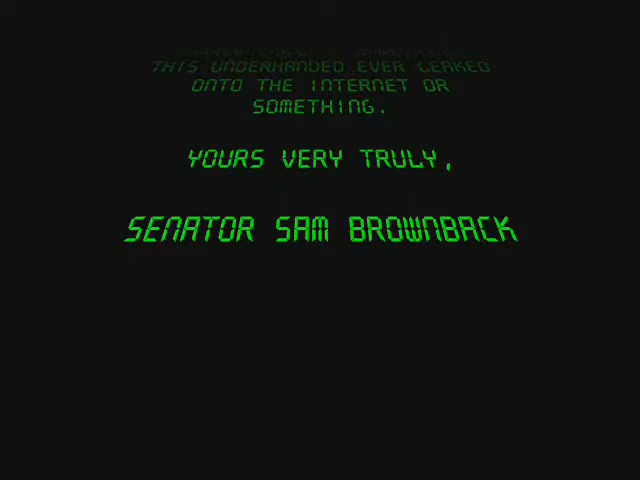 THIS UNDERHANDED EVER LEAKED
ONTO THE INTERNET OR
SOMETHING.
YOURS VERY TRULY,
SENATOR SAM BROWNBACK